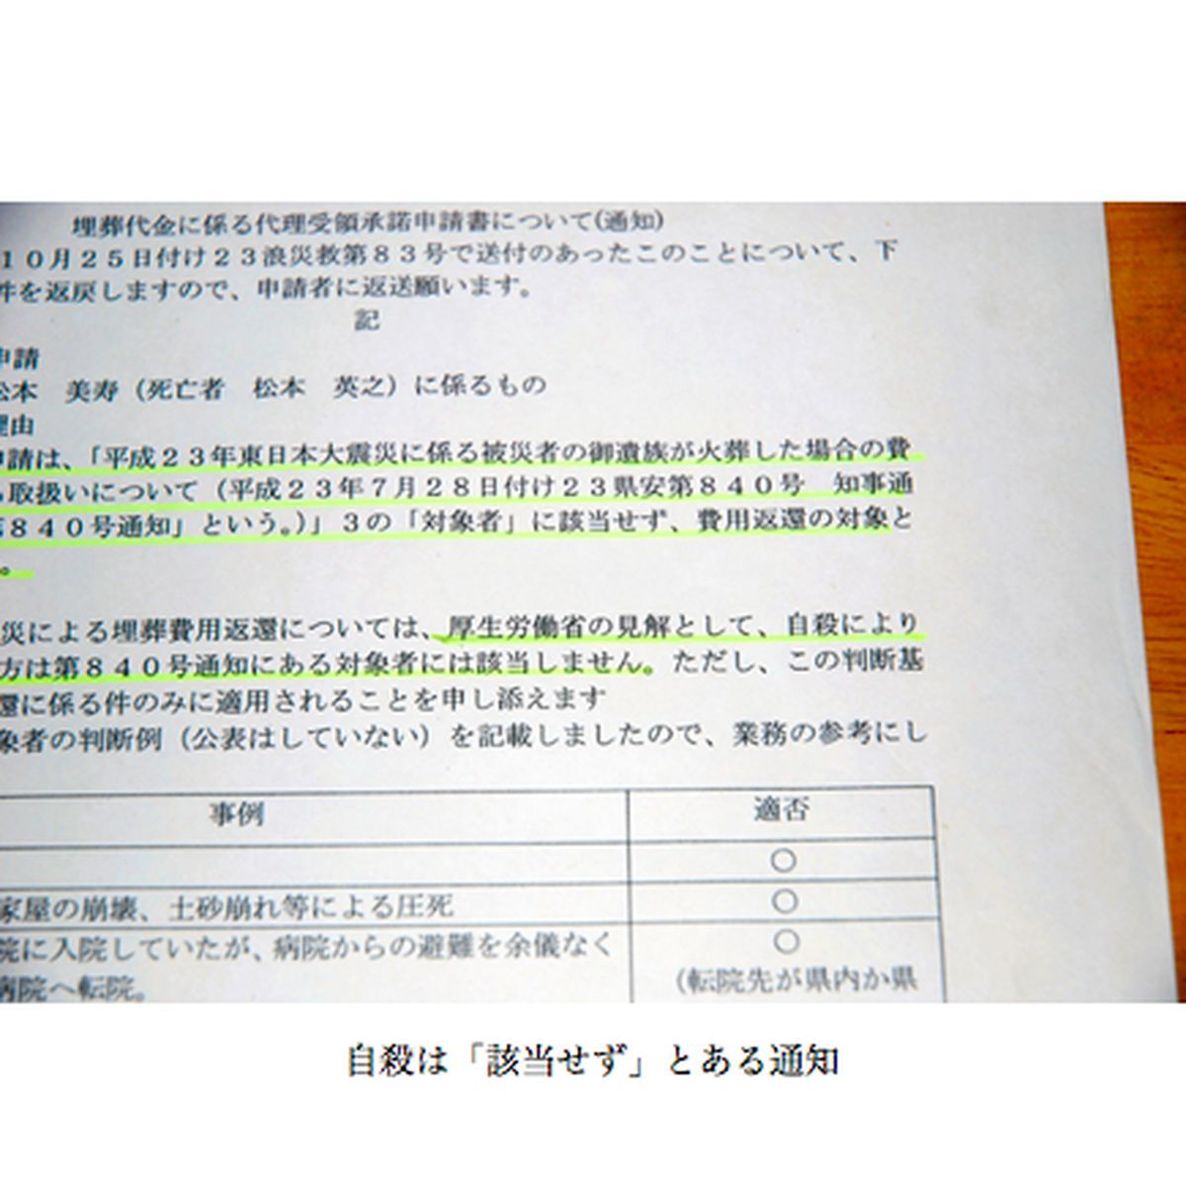 埋葬代金に係る代理受領承諾申請書について(通知)
10月25日付け23浪災救第83号で送付のあったこのことについて、下
件を返戻しますので、申請者に返送願います。
記
申請
松本　美寿（死亡者　松本　英之）に係るもの
理由
申請は、「平成23年東日本大震災に係る被災者の御遺族が火葬した場合の費
る取扱いについて（平成23年7月28日付け23県安第840号　知事通
840号通知」という。）」3の「対象者」に該当せず、費用返還の対象と
。
災による埋葬費用返還については、厚生労働省の見解として、自殺により
方は第840号通知にある対象者には該当しません。ただし、この判断基
還に係る件のみに適用されることを申し添えます
象者の判断例（公表はしていない）を記載しましたので、業務の参考にし
事例　適否
○
家屋の崩壊、土砂崩れ等による圧死　○
院に入院していたが、病院からの避難を余儀なく　○
病院へ転院。　（転院先が県内か県
自殺は「該当せず」とある通知